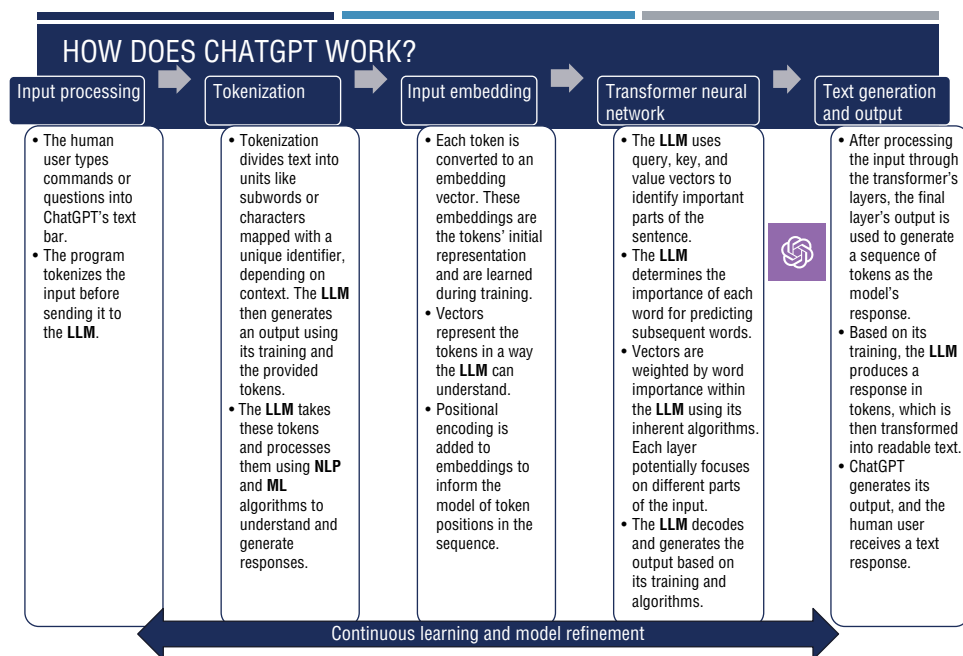 HOW DOES CHATGPT WORK?
Input processing
• The human
user types
commands or
questions into
ChatGPT’s text
bar.
• The program
tokenizes the
input before
sending it to
the LLM.
Tokenization
• Tokenization
divides text into
units like
subwords or
characters
mapped with a
unique identifier,
depending on
context. The LLM
then generates
an output using
its training and
the provided
tokens.
• The LLM takes
these tokens
and processes
them using NLP
and ML
algorithms to
understand and
generate
responses.
Input embedding
• Each token is
converted to an
embedding
vector. These
embeddings are
the tokens’ initial
representation
and are learned
during training.
• Vectors
represent the
tokens in a way
the LLM can
understand.
• Positional
encoding is
added to
embeddings to
inform the
model of token
positions in the
sequence.
Transformer neural
network
• The LLM uses
query, key, and
value vectors to
identify important
parts of the
sentence.
• The LLM
determines the
importance of each
word for predicting
subsequent words.
• Vectors are
weighted by word
importance within
the LLM using its
inherent algorithms.
Each layer
potentially focuses
on different parts
of the input.
• The LLM decodes
and generates the
output based on
its training and
algorithms.
Text generation
and output
• After processing
the input through
the transformer’s
layers, the final
layer’s output is
used to generate
a sequence of
tokens as the
model’s
response.
• Based on its
training, the LLM
produces a
response in
tokens, which is
then transformed
into readable text.
• ChatGPT
generates its
output, and the
human user
receives a text
response.
Continuous learning and model refinement